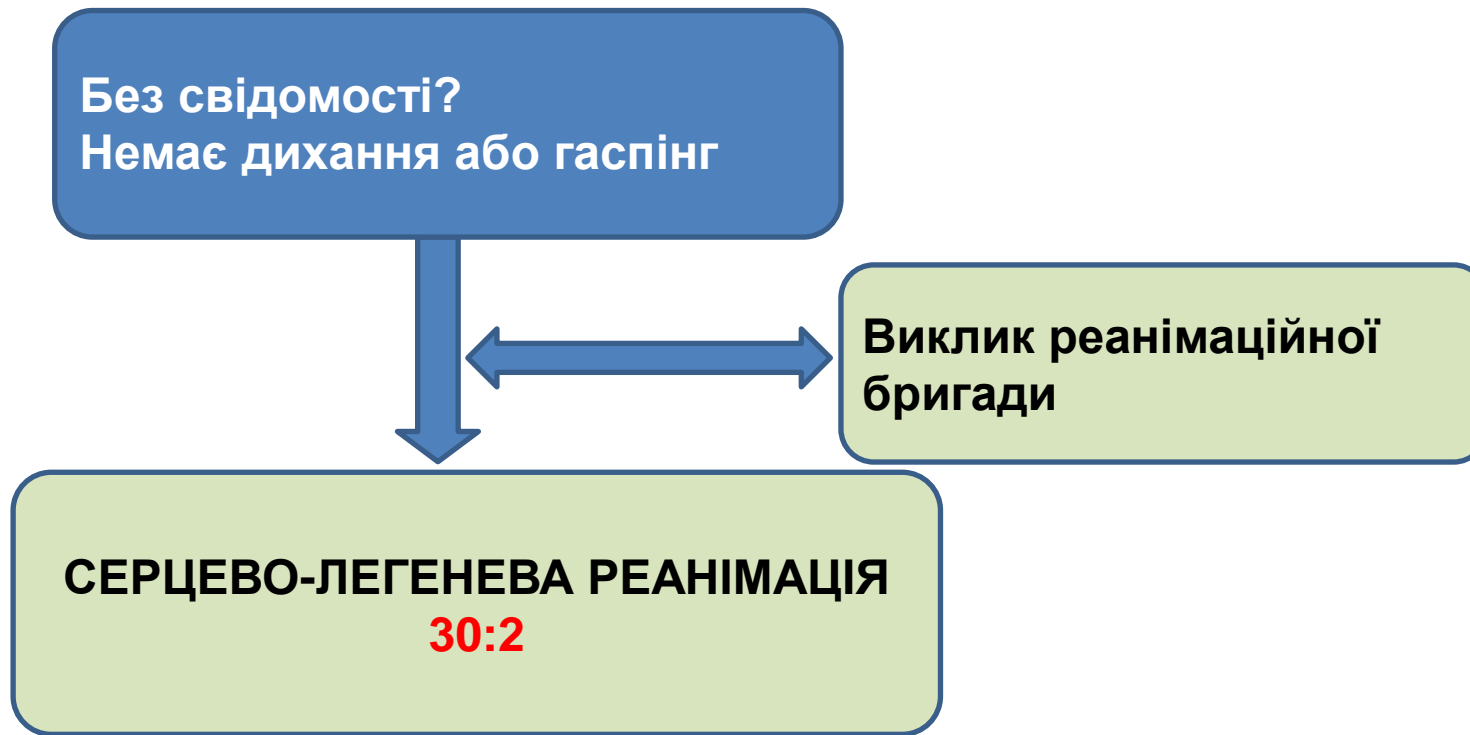 Без свідомості?
Немає дихання або гаспінг
Виклик реанімаційної
бригади
СЕРЦЕВО-ЛЕГЕНЕВА РЕАНІМАЦІЯ
30:2